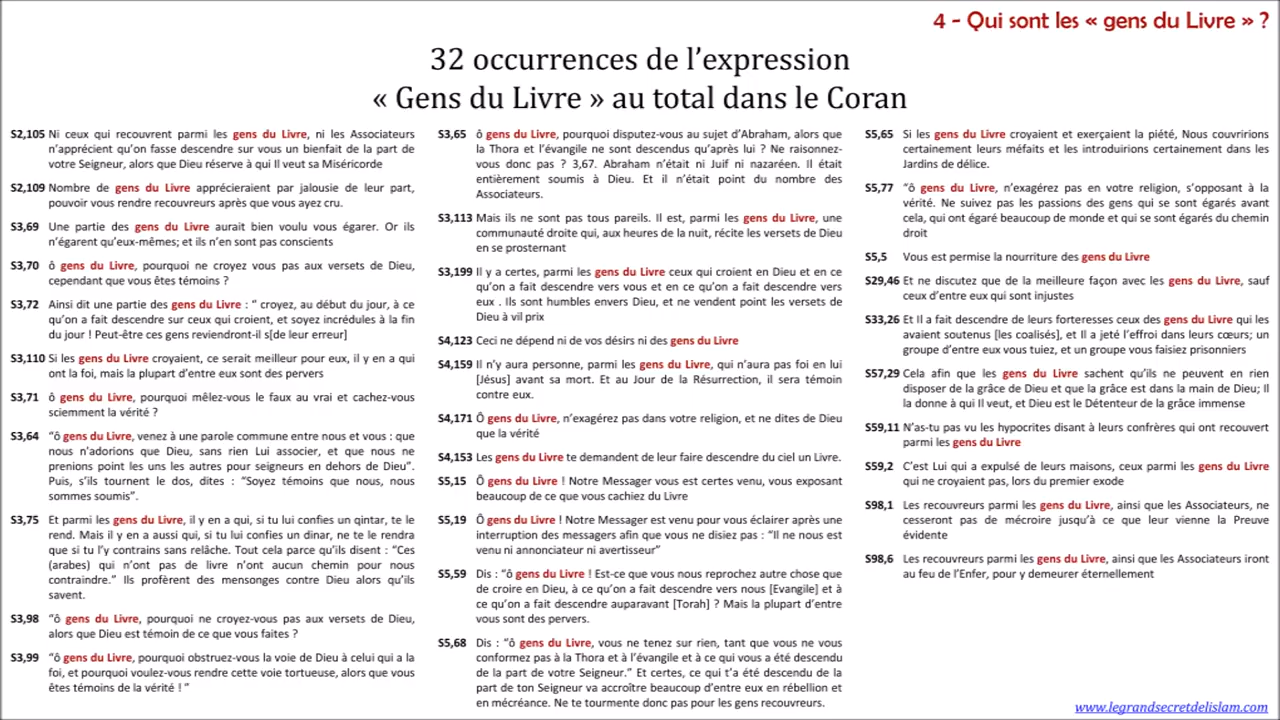 4 - Qui sont les « gens du Livre » ?
32 occurrences de l’expression
« Gens du Livre » au total dans le Coran
S2,105 Ni ceux qui recouvrent parmi les gens du Livre, ni les Associateurs
n’apprécient qu’on fasse descendre sur vous un bienfait de la part de
votre Seigneur, alors que Dieu réserve à qui Il veut sa Miséricorde
S2,109 Nombre de gens du Livre apprécieraient par jalousie de leur part,
pouvoir vous rendre recouvreurs après que vous ayez cru.
S3,69 Une partie des gens du Livre aurait bien voulu vous égarer. Or ils
n’égarent qu’eux-mêmes; et ils n’en sont pas conscients
S3,70 ô gens du Livre, pourquoi ne croyez vous pas aux versets de Dieu,
cependant que vous êtes témoins ?
S3,72 Ainsi dit une partie des gens du Livre : “ croyez, au début du jour, à ce
qu’on a fait descendre sur ceux qui croient, et soyez incrédules à la fin
du jour ! Peut-être ces gens reviendront-il s[de leur erreur]
S3,110 Si les gens du Livre croyaient, ce serait meilleur pour eux, il y en a qui
ont la foi, mais la plupart d’entre eux sont des pervers
S3,71 ô gens du Livre, pourquoi mêlez-vous le faux au vrai et cachez-vous
sciemment la vérité ?
S3,64 “ô gens du Livre, venez à une parole commune entre nous et vous : que
nous n’adorions que Dieu, sans rien Lui associer, et que nous ne
prenions point les uns les autres pour seigneurs en dehors de Dieu”.
Puis, s’ils tournent le dos, dites : “Soyez témoins que nous, nous
sommes soumis”.
S3,75 Et parmi les gens du Livre, il y en a qui, si tu lui confies un qintar, te le
rend. Mais il y en a aussi qui, si tu lui confies un dinar, ne te le rendra
que si tu l’y contrains sans relâche. Tout cela parce qu’ils disent : “Ces
(arabes) qui n’ont pas de livre n’ont aucun chemin pour nous
contraindre.” Ils profèrent des mensonges contre Dieu alors qu’ils
savent.
S3,98 “ô gens du Livre, pourquoi ne croyez-vous pas aux versets de Dieu,
alors que Dieu est témoin de ce que vous faites ?
S3,99 “ô gens du Livre, pourquoi obstruez-vous la voie de Dieu à celui qui a la
foi, et pourquoi voulez-vous rendre cette voie tortueuse, alors que vous
êtes témoins de la vérité ! ”
S3,65 ô gens du Livre, pourquoi disputez-vous au sujet d’Abraham, alors que
la Thora et l’évangile ne sont descendus qu’après lui ? Ne raisonnez-
vous donc pas ? 3,67. Abraham n’était ni Juif ni nazaréen. Il était
entièrement soumis à Dieu. Et il n’était point du nombre des
Associateurs.
S3,113 Mais ils ne sont pas tous pareils. Il est, parmi les gens du Livre, une
communauté droite qui, aux heures de la nuit, récite les versets de Dieu
en se prosternant
S3,199 Il y a certes, parmi les gens du Livre ceux qui croient en Dieu et en ce
qu’on a fait descendre vers vous et en ce qu’on a fait descendre vers
eux . Ils sont humbles envers Dieu, et ne vendent point les versets de
Dieu à vil prix
S4,123 Ceci ne dépend ni de vos désirs ni des gens du Livre
S4,159 Il n’y aura personne, parmi les gens du Livre, qui n’aura pas foi en lui
[Jésus] avant sa mort. Et au Jour de la Résurrection, il sera témoin
contre eux.
S4,171 Ô gens du Livre, n’exagérez pas dans votre religion, et ne dites de Dieu
que la vérité
S4,153 Les gens du Livre te demandent de leur faire descendre du ciel un Livre.
S5,15 Ô gens du Livre ! Notre Messager vous est certes venu, vous exposant
beaucoup de ce que vous cachiez du Livre
S5,19 Ô gens du Livre ! Notre Messager est venu pour vous éclairer après une
interruption des messagers afin que vous ne disiez pas : “Il ne nous est
venu ni annonciateur ni avertisseur”
S5,59 Dis : “ô gens du Livre ! Est-ce que vous nous reprochez autre chose que
de croire en Dieu, à ce qu’on a fait descendre vers nous [Evangile] et à
ce qu’on a fait descendre auparavant [Torah] ? Mais la plupart d’entre
vous sont des pervers.
S5,68 Dis : “ô gens du Livre, vous ne tenez sur rien, tant que vous ne vous
conformez pas à la Thora et à l’évangile et à ce qui vous a été descendu
de la part de votre Seigneur.” Et certes, ce qui t’a été descendu de la
part de ton Seigneur va accroître beaucoup d’entre eux en rébellion et
en mécréance. Ne te tourmente donc pas pour les gens recouvreurs.
S5,65 Si les gens du Livre croyaient et exerçaient la piété, Nous couvririons
certainement leurs méfaits et les introduirions certainement dans les
Jardins de délice.
S5,77 “ô gens du Livre, n’exagérez pas en votre religion, s’opposant à la
vérité. Ne suivez pas les passions des gens qui se sont égarés avant
cela, qui ont égaré beaucoup de monde et qui se sont égarés du chemin
droit
S5,5 Vous est permise la nourriture des gens du Livre
S29,46 Et ne discutez que de la meilleure façon avec les gens du Livre, sauf
ceux d’entre eux qui sont injustes
S33,26 Et Il a fait descendre de leurs forteresses ceux des gens du Livre qui les
avaient soutenus [les coalisés], et Il a jeté l’effroi dans leurs cœurs; un
groupe d’entre eux vous tuiez, et un groupe vous faisiez prisonniers
S57,29 Cela afin que les gens du Livre sachent qu’ils ne peuvent en rien
disposer de la grâce de Dieu et que la grâce est dans la main de Dieu; Il
la donne à qui Il veut, et Dieu est le Détenteur de la grâce immense
S59,11 N’as-tu pas vu les hypocrites disant à leurs confrères qui ont recouvert
parmi les gens du Livre
S59,2 C’est Lui qui a expulsé de leurs maisons, ceux parmi les gens du Livre
qui ne croyaient pas, lors du premier exode
S98,1 Les recouvreurs parmi les gens du Livre, ainsi que les Associateurs, ne
cesseront pas de mécroire jusqu’à ce que leur vienne la Preuve
évidente
S98,6 Les recouvreurs parmi les gens du Livre, ainsi que les Associateurs iront
au feu de l’Enfer, pour y demeurer éternellement
www.legrandsecretdelislam.com